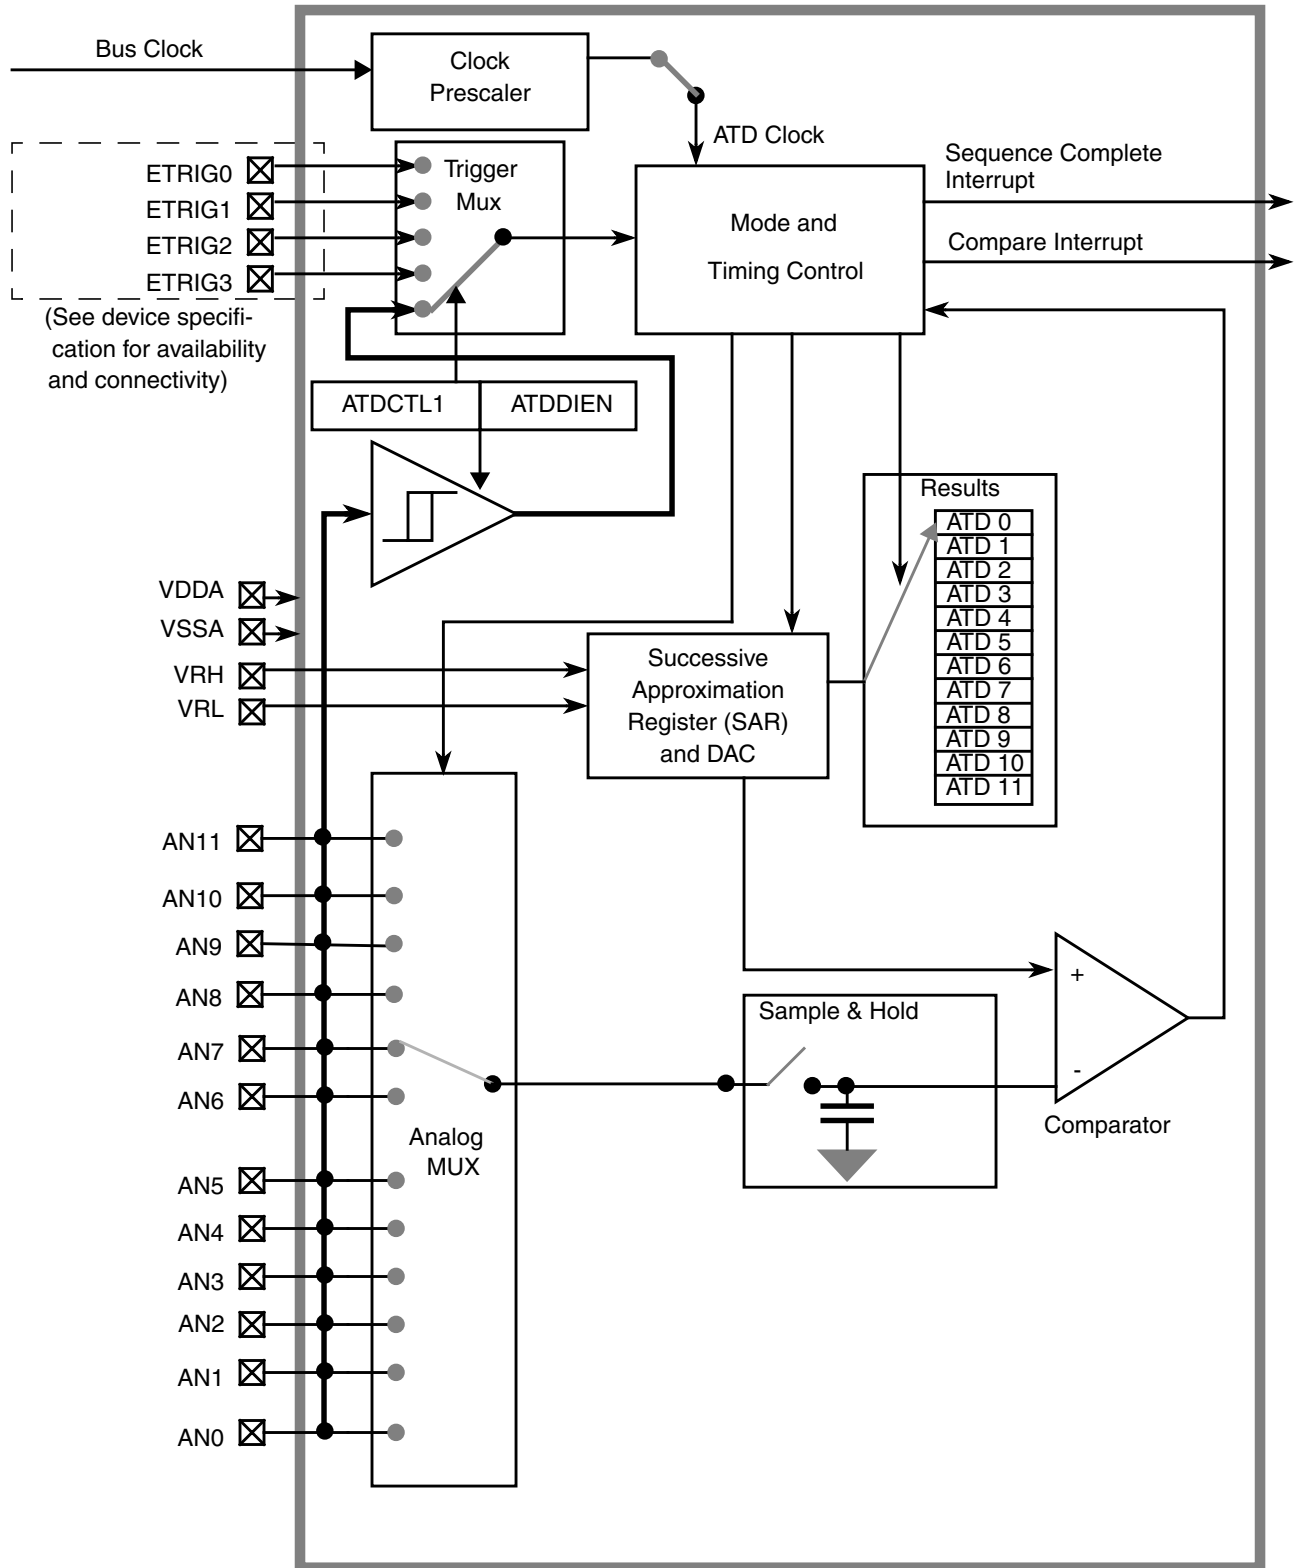 Bus Clock
Clock
Prescaler
ATD Clock
ETRIG0
ETRIG1
ETRIG2
ETRIG3
(See device specifi-
cation for availability
and connectivity)
Trigger
Mux
Mode and
Timing Control
Sequence Complete
Interrupt
Compare Interrupt
ATDCTL1
ATDDIEN
Results
ATD 0
ATD 1
ATD 2
ATD 3
ATD 4
ATD 5
ATD 6
ATD 7
ATD 8
ATD 9
ATD 10
ATD 11
VDDA
VSSA
VRH
VRL
Successive
Approximation
Register (SAR)
and DAC
AN11
AN10
AN9
AN8
AN7
AN6
AN5
AN4
AN3
AN2
AN1
AN0
Analog
MUX
Sample & Hold
+
-
Comparator